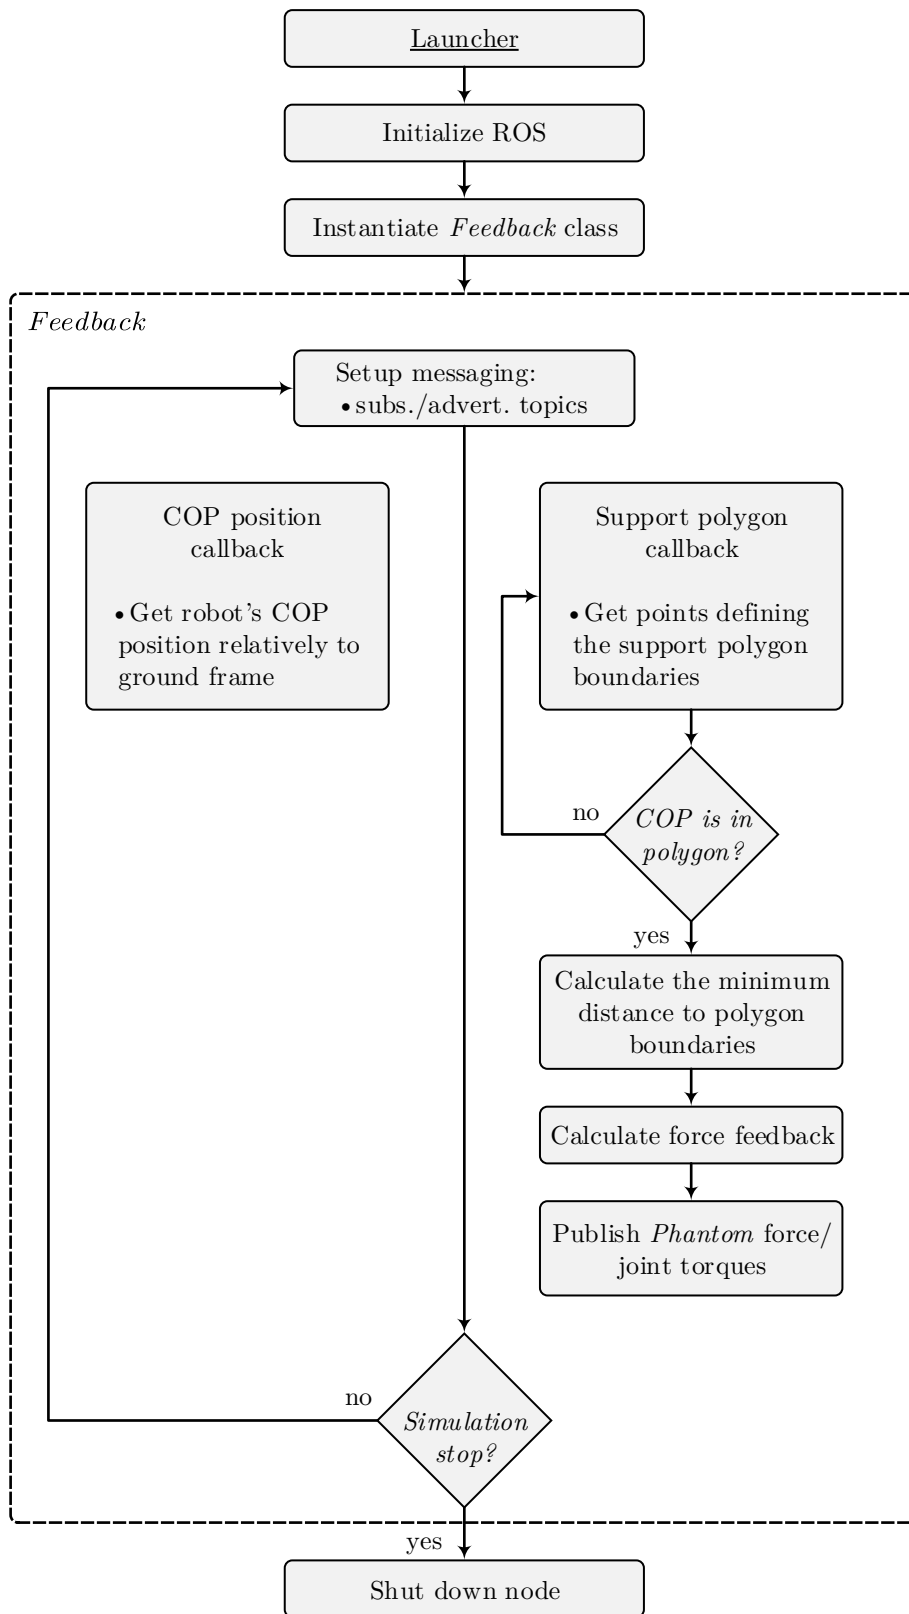 Launcher
Initialize ROS
Instantiate Feedback class
Feedback
Setup messaging:
• subs./advert. topics
COP position
callback
• Get robot's COP
position relatively to
ground frame
Support polygon
callback
• Get points defining
the support polygon
boundaries
no
COP is in
polygon?
yes
Calculate the minimum
distance to polygon
boundaries
Calculate force feedback
Publish Phantom force/
joint torques
no
Simulation
stop?
yes
Shut down node